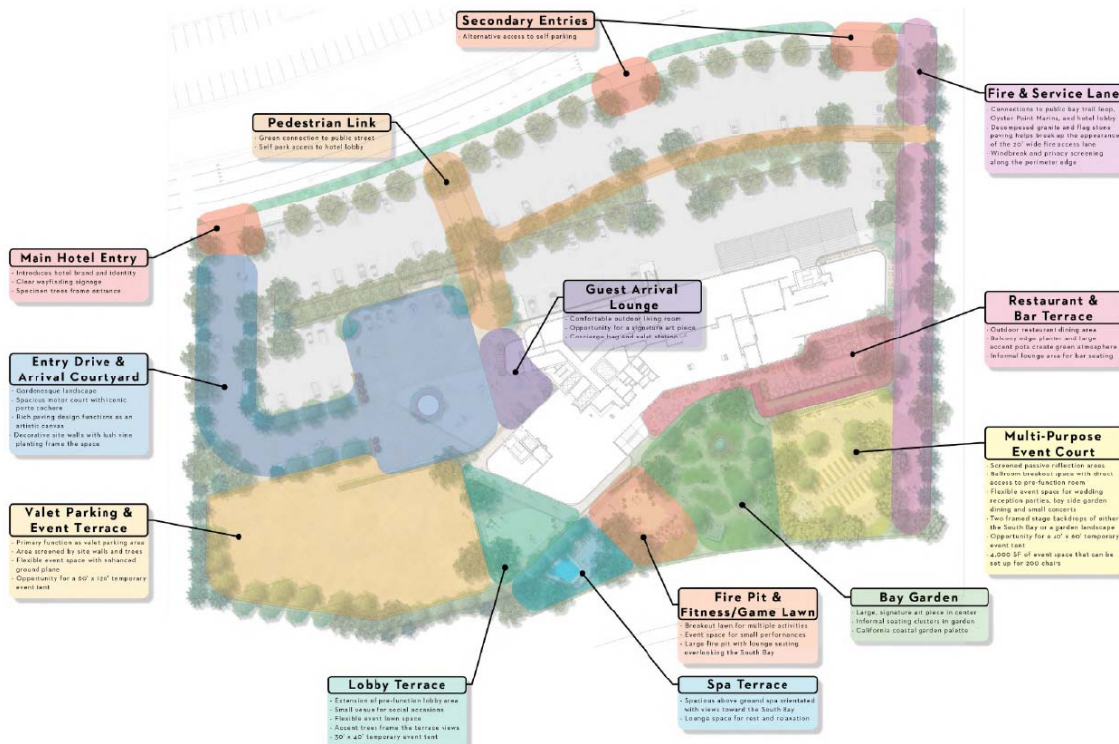 Secondary Entries
- Alternative access to self parking
Fire & Service Lane
- Connections to public bay trail loop,
Oyster Point Marina, and hotel lobby
- Decomposed granite and flag stone
paving helps break up the appearance
of the 20' wide fire access lane
- Windbreak and privacy screening
along the perimeter edge
Pedestrian Link
- Green connection to public street
- Self park access to hotel lobby
Main Hotel Entry
- Introduces hotel brand and identity
- Clear wayfinding signage
- Specimen trees frame entrance
Guest Arrival
Lounge
- Comfortable outdoor living room
- Opportunity for a signature art piece
- Concierge bag and valet station
Restaurant &
Bar Terrace
- Outdoor restaurant dining area
- Balcony edge planter and large
accent pots create green atmosphere
- Informal lounge area for bar seating
Entry Drive &
Arrival Courtyard
- Gardenesque landscape
- Spacious motor court with iconic
porte cochere
- Rich paving design functions as an
artistic canvas
- Decorative site walls with lush vine
planting frame the space
Multi-Purpose
Event Court
- Screened passive reflection areas
- Ballroom breakout space with direct
access to pre-function room
- Flexible event space for wedding
reception parties, bay side garden
dining and small concerts
- Two framed stage backdrops of either
the South Bay or a garden landscape
- Opportunity for a 40' x 60' temporary
event tent
- 4,000 SF of event space that can be
set up for 200 chairs
Valet Parking &
Event Terrace
- Primary function as valet parking area
- Area screened by site walls and trees
- Flexible event space with enhanced
ground plane
- Opportunity for a 60' x 120' temporary
event tent
Fire Pit &
Fitness/Game Lawn
- Breakout lawn for multiple activities
- Event space for small performances
- Large fire pit with lounge seating
overlooking the South Bay
Bay Garden
- Large, signature art piece in center
- Informal seating clusters in garden
- California coastal garden palette
Lobby Terrace
- Extension of pre-function lobby area
- Small venue for social occasions
- Flexible event lawn space
- Accent trees frame the terrace views
- 30' x 40' temporary event tent
Spa Terrace
- Spacious above ground spa orientated
with views toward the South Bay
- Lounge space for rest and relaxation